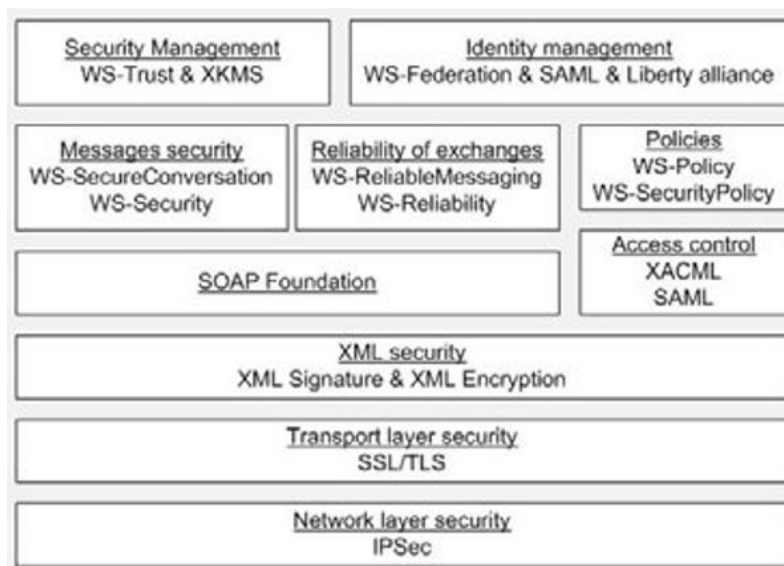 Security Management
WS-Trust & XKMS
Identity management
WS-Federation & SAML & Liberty alliance
Messages security
WS-SecureConversation
WS-Security
Reliability of exchanges
WS-ReliableMessaging
WS-Reliability
Policies
WS-Policy
WS-SecurityPolicy
Access control
XACML
SAML
SOAP Foundation
XML security
XML Signature & XML Encryption
Transport layer security
SSL/TLS
Network layer security
IPSec